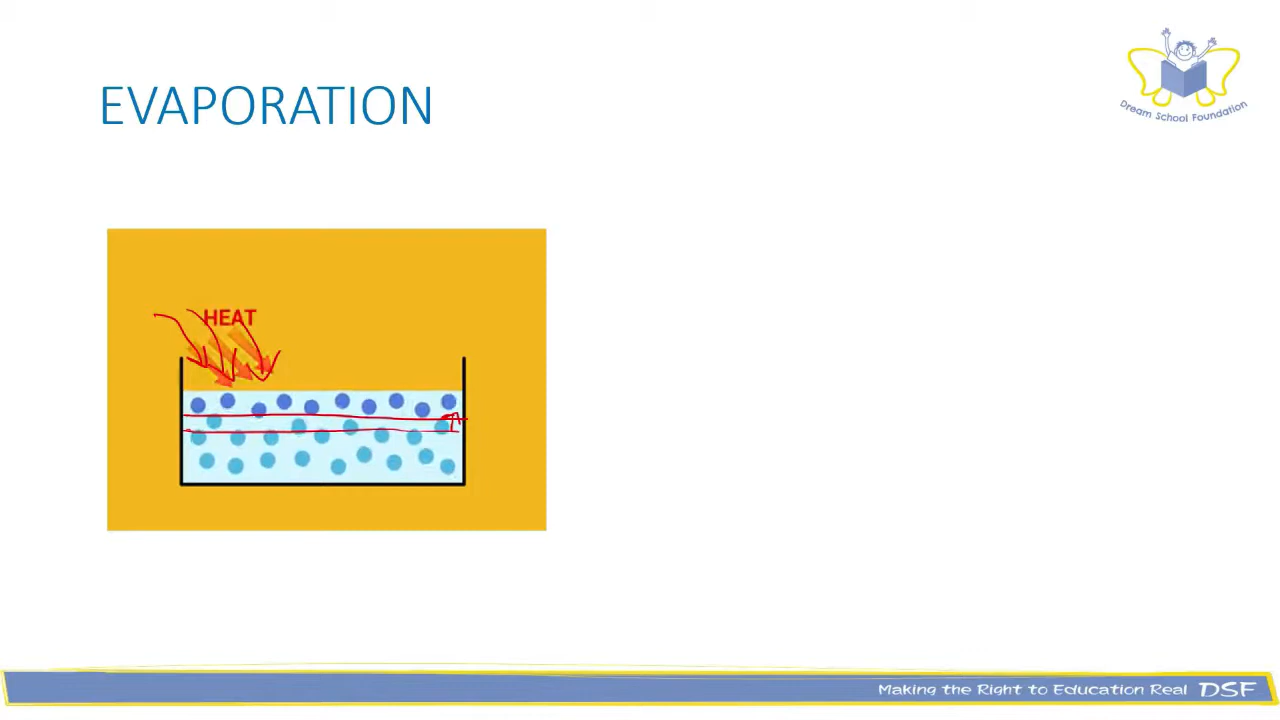 EVAPORATION
Dream School Foundation
HEAT
Making the Right to Education Real DSF